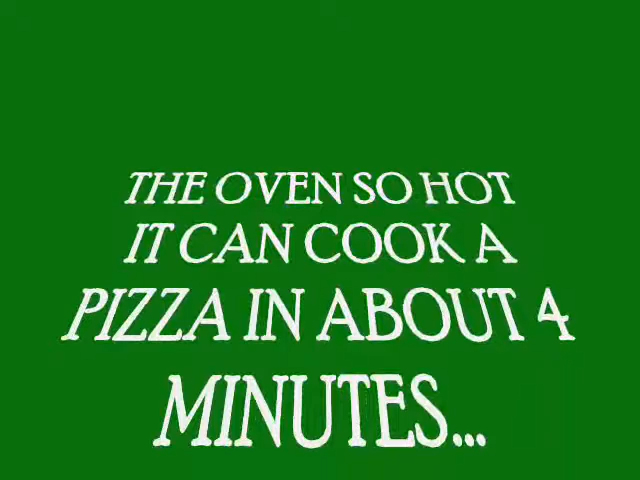 THE OVEN SO HOT
IT CAN COOK A
PIZZA IN ABOUT 4
MINUTES...